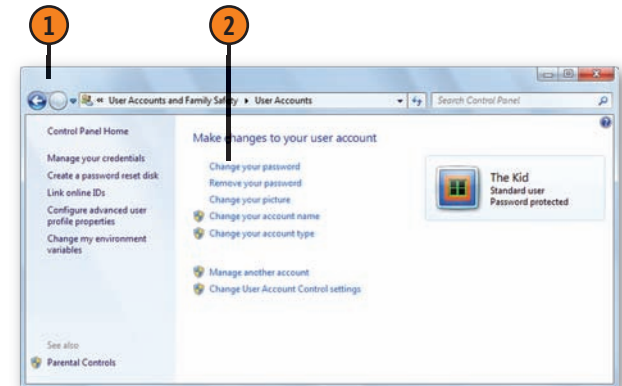 1
2
« User Accounts and Family Safety ▸ User Accounts
Search Control Panel
Control Panel Home
Manage your credentials
Create a password reset disk
Link online IDs
Configure advanced user
profile properties
Change my environment
variables
See also
Parental Controls
Make changes to your user account
Change your password
Remove your password
Change your picture
Change your account name
Change your account type
Manage another account
Change User Account Control settings
The Kid
Standard user
Password protected